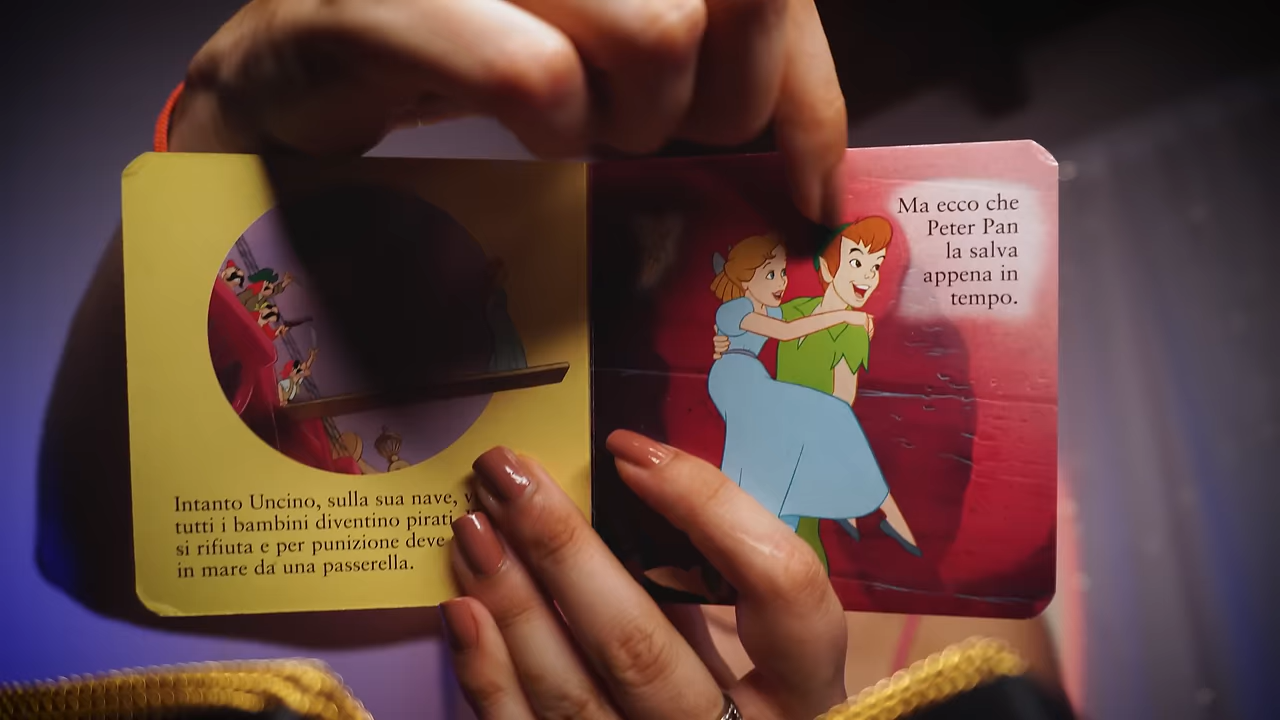 Intanto Uncino, sulla sua nave,
tutti i bambini diventino pirati
si rifiuta e per punizione deve
in mare da una passerella.
Ma ecco che
Peter Pan
la salva
appena in
tempo.